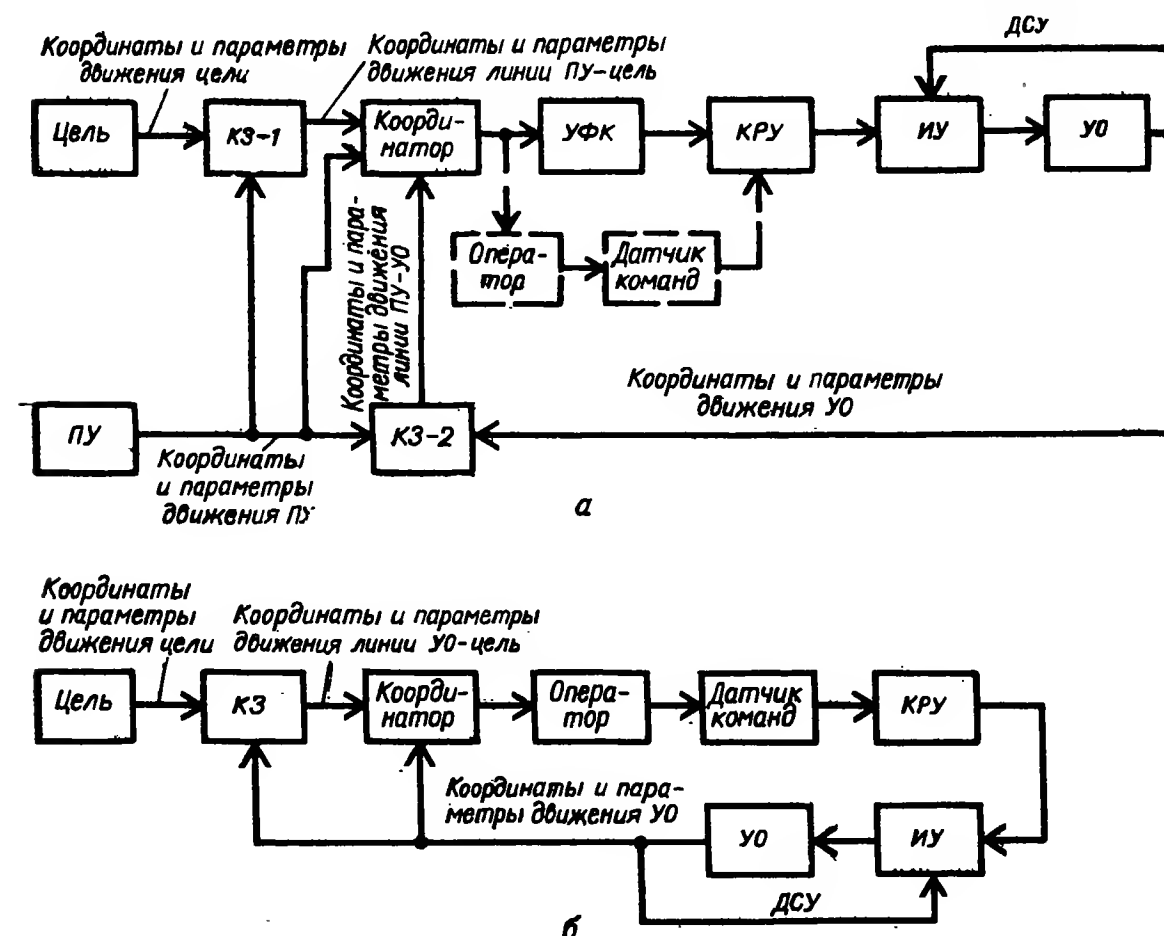 ДСУ
Координаты и параметры
движения цели
Координаты и параметры
движения линии ПУ-цель
Цель
КЗ-1
Коорди-
натор
УФК
КРУ
ИУ
УО
Координаты и пара-
метры движения
линии ПУ-УО
Опера-
тор
Датчик
команд
Координаты и параметры
движения УО
ПУ
КЗ-2
Координаты
и параметры
движения ПУ
а
Координаты
и параметры
движения цели
Координаты и параметры
движения линии УО-цель
Цель
КЗ
Коорди-
натор
Опера-
тор
Датчик
команд
КРУ
Координаты и пара-
метры движения УО
УО
ИУ
ДСУ
б